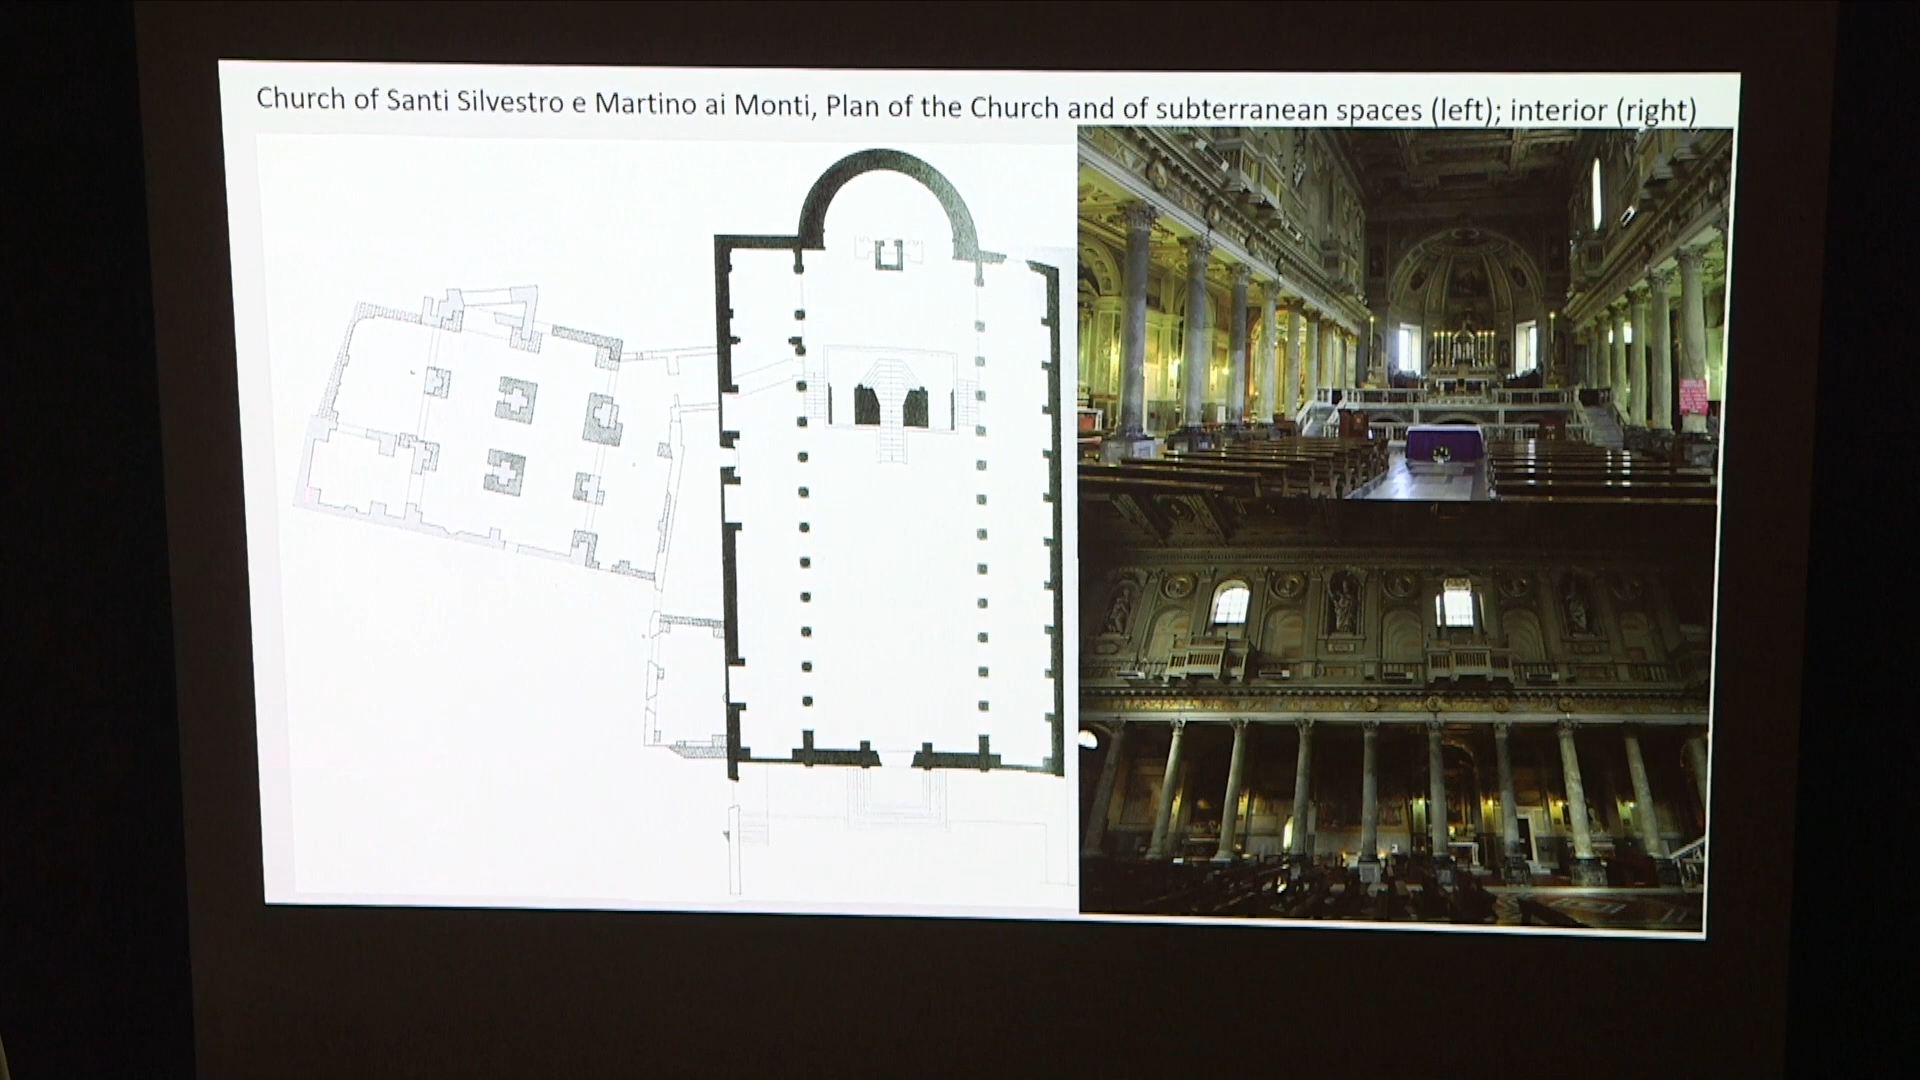 Church of Santi Silvestro e Martino ai Monti, Plan of the Church and of subterranean spaces (left); interior (right)